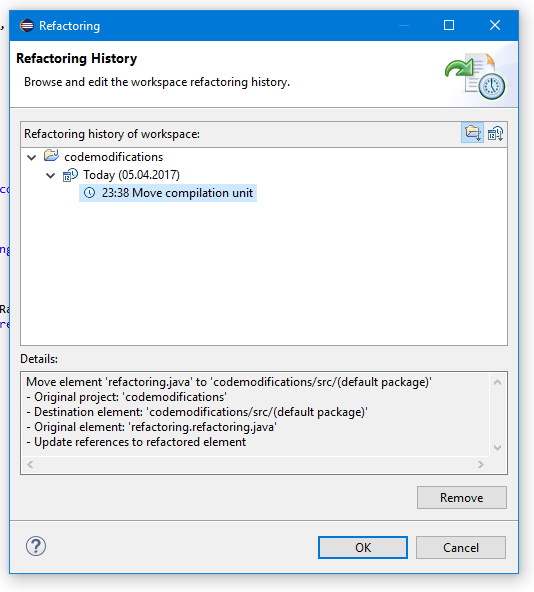 Refactoring
Refactoring History
Browse and edit the workspace refactoring history.
Refactoring history of workspace:
codemodifications
Today (05.04.2017)
23:38 Move compilation unit
Details:
Move element 'refactoring.java' to 'codemodifications/src/(default package)'
- Original project: 'codemodifications'
- Destination element: 'codemodifications/src/(default package)'
- Original element: 'refactoring.refactoring.java'
- Update references to refactored element
Remove
OK
Cancel